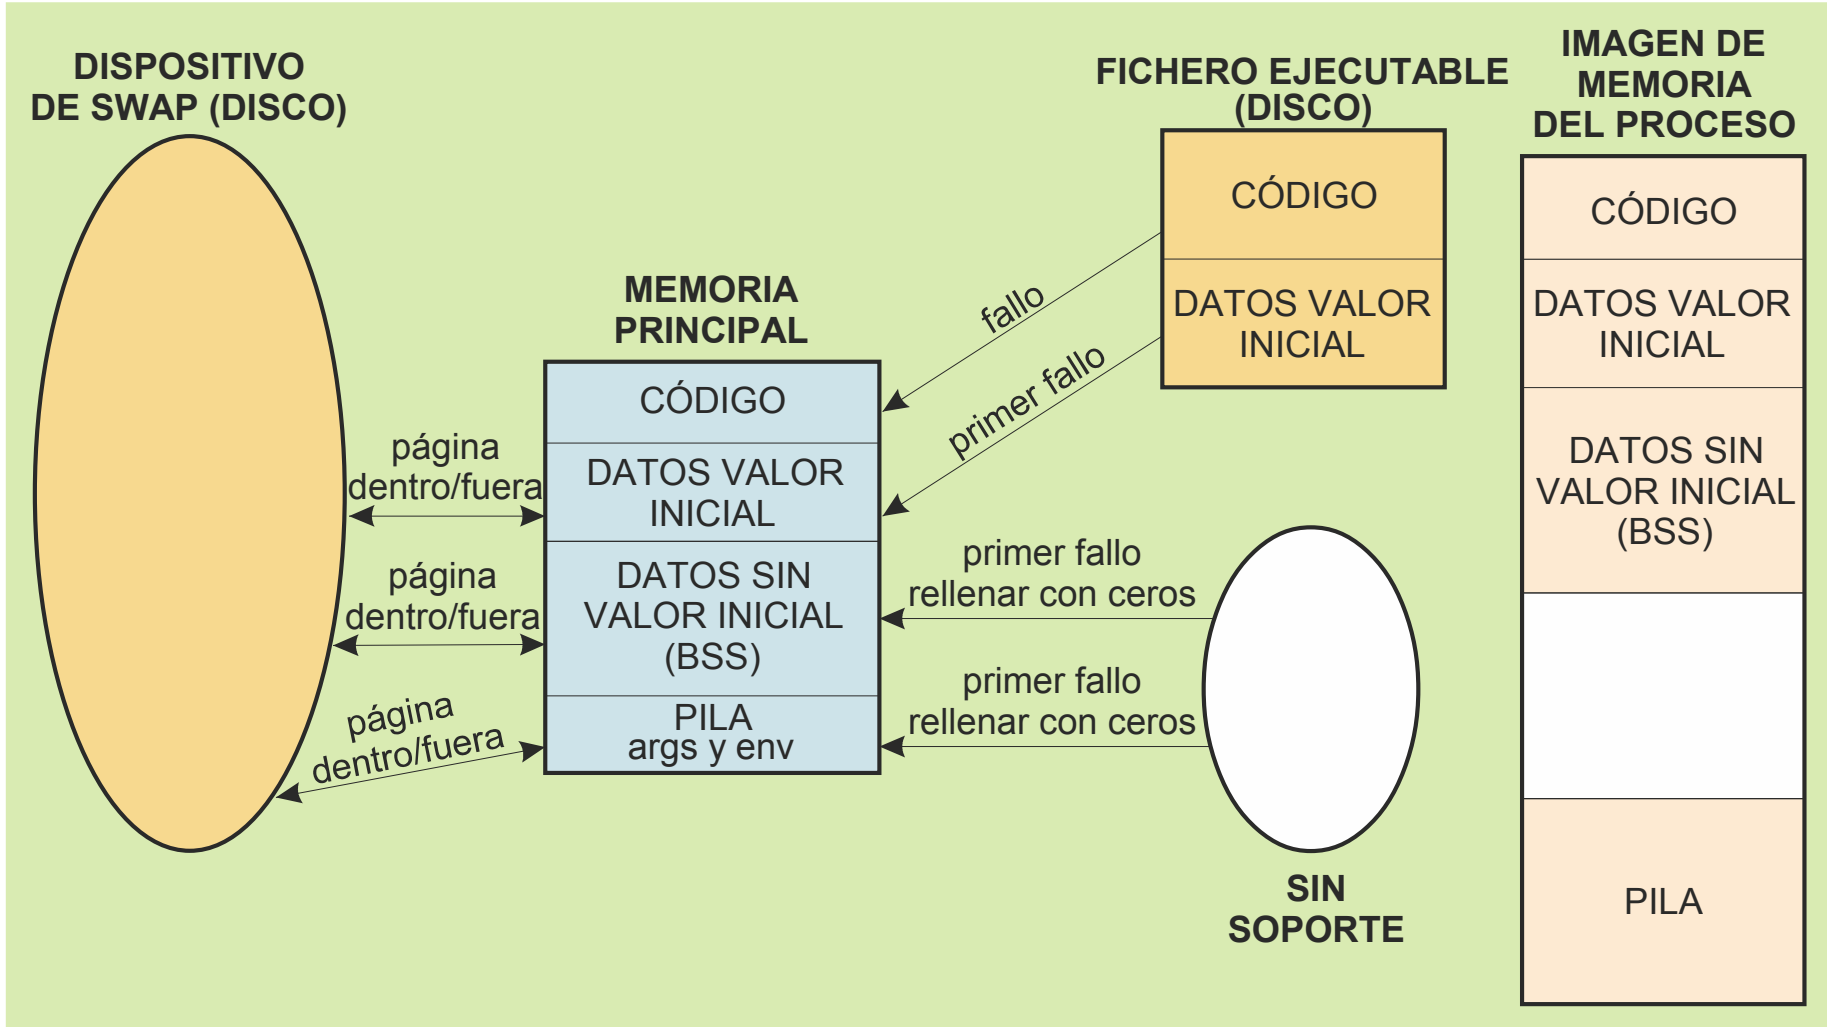 DISPOSITIVO
DE SWAP (DISCO)
página
dentro/fuera
página
dentro/fuera
página
dentro/fuera
MEMORIA
PRINCIPAL
CÓDIGO
DATOS VALOR
INICIAL
DATOS SIN
VALOR INICIAL
(BSS)
PILA
args y env
fallo
primer fallo
primer fallo
rellenar con ceros
primer fallo
rellenar con ceros
FICHERO EJECUTABLE
(DISCO)
CÓDIGO
DATOS VALOR
INICIAL
SIN
SOPORTE
IMAGEN DE
MEMORIA
DEL PROCESO
CÓDIGO
DATOS VALOR
INICIAL
DATOS SIN
VALOR INICIAL
(BSS)
PILA